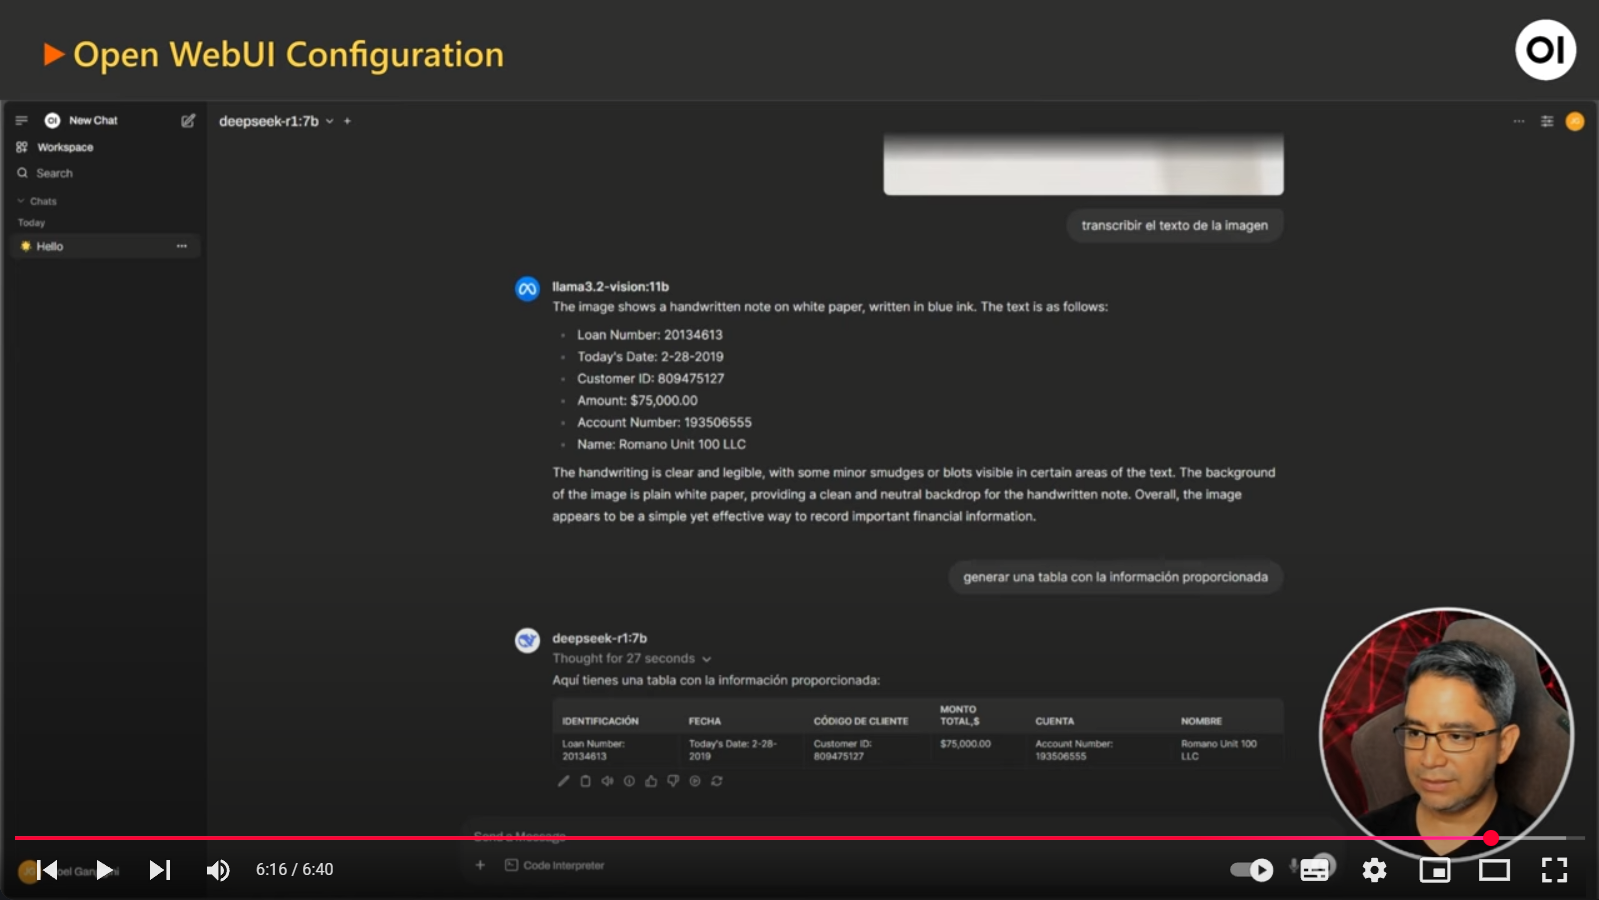 Open WebUI Configuration
OI
OI New Chat
deepseek-r1:7b
Workspace
Search
Chats
Today
Hello
transcribir el texto de la imagen
llama3.2-vision:11b
The image shows a handwritten note on white paper, written in blue ink. The text is as follows:
Loan Number: 20134613
Today's Date: 2-28-2019
Customer ID: 809475127
Amount: $75,000.00
Account Number: 193506555
Name: Romano Unit 100 LLC
The handwriting is clear and legible, with some minor smudges or blots visible in certain areas of the text. The background
of the image is plain white paper, providing a clean and neutral backdrop for the handwritten note. Overall, the image
appears to be a simple yet effective way to record important financial information.
generar una tabla con la información proporcionada
deepseek-r1:7b
Thought for 27 seconds
Aquí tienes una tabla con la información proporcionada:
IDENTIFICACIÓN FECHA CÓDIGO DE CLIENTE MONTO TOTAL,$ CUENTA NOMBRE
Loan Number: Today's Date: 2-28- Customer ID: $75,000.00 Account Number: Romano Unit 100
20134613 2019 809475127 193506555 LLC
Send a Message
6:16 / 6:40
Code Interpreter